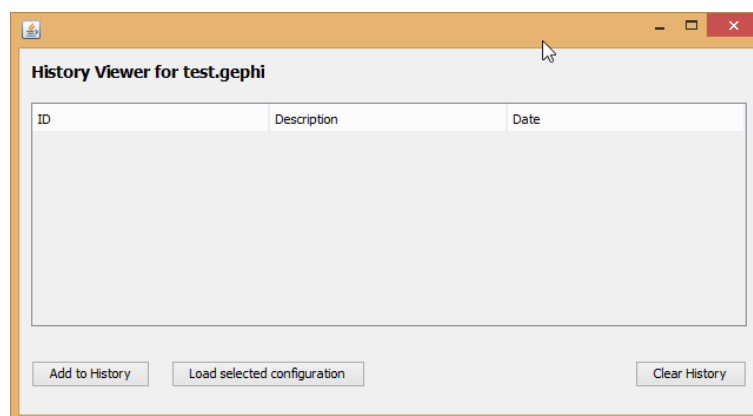 History Viewer for test.gephi
ID Description Date
Add to History Load selected configuration Clear History